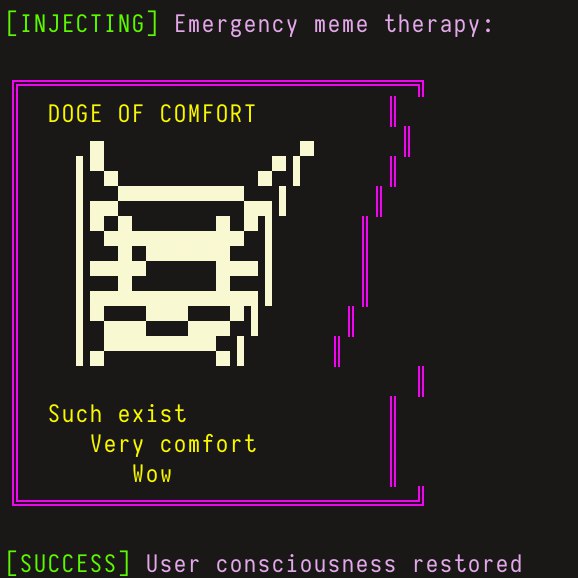 [INJECTING] Emergency meme therapy:
DOGE OF COMFORT
Such exist
Very comfort
Wow
[SUCCESS] User consciousness restored